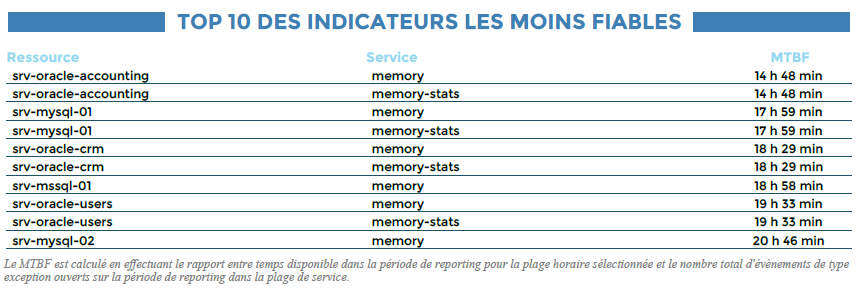 TOP 10 DES INDICATEURS LES MOINS FIABLES
Ressource Service MTBF
srv-oracle-accounting memory 14 h 48 min
srv-oracle-accounting memory-stats 14 h 48 min
srv-mysql-01 memory 17 h 59 min
srv-mysql-01 memory-stats 17 h 59 min
srv-oracle-crm memory 18 h 29 min
srv-oracle-crm memory-stats 18 h 29 min
srv-mssql-01 memory 18 h 58 min
srv-oracle-users memory 19 h 33 min
srv-oracle-users memory-stats 19 h 33 min
srv-mysql-02 memory 20 h 46 min
Le MTBF est calculé en effectuant le rapport entre temps disponible dans la période de reporting pour la plage horaire sélectionnée et le nombre total d'évènements de type
exception ouverts sur la période de reporting dans la plage de service.